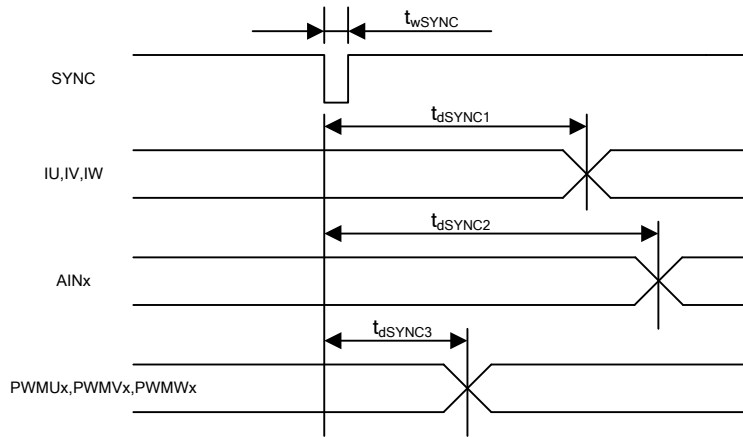 twSYNC
SYNC
tdSYNC1
IU,IV,IW
tdSYNC2
AINx
tdSYNC3
PWMUx,PWMVx,PWMWx